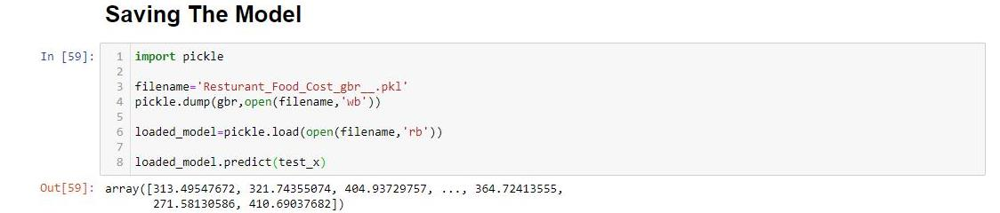 Saving The Model
In [59]:
1 import pickle
2
3 filename='Resturant_Food_Cost_gbr__.pkl'
4 pickle.dump(gbr,open(filename,'wb'))
5
6 loaded_model=pickle.load(open(filename,'rb'))
7
8 loaded_model.predict(test_x)
Out[59]: array([313.49547672, 321.74355074, 404.93729757, ..., 364.72413555,
271.58130586, 410.69037682])